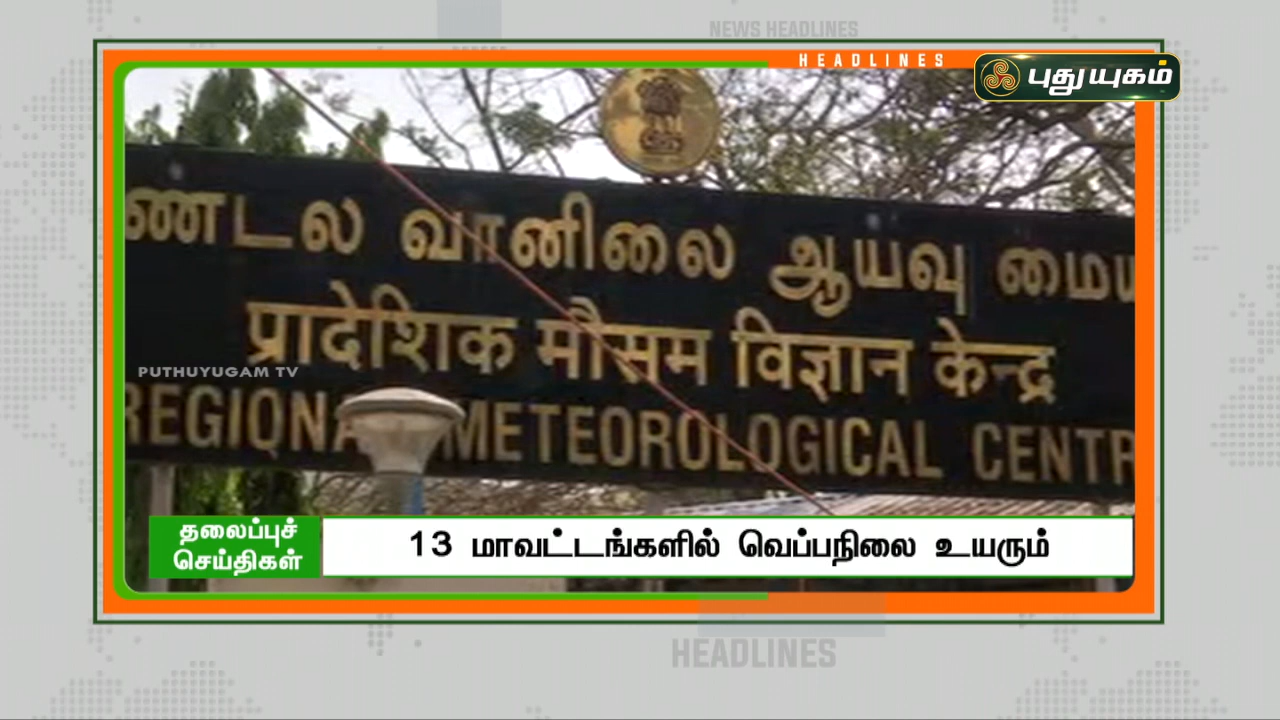 NEWS HEADLINES
HEADLINES
புதுயுகம்
ணடல வானிலை ஆயவு மைய
प्रादेशिक मौसम विज्ञान केन्द्र
PUTHUYUGAM TV
REGIONA METEOROLOGICAL CENTR
தலைப்புச் செய்திகள்
13 மாவட்டங்களில் வெப்பநிலை உயரும்
HEADLINES